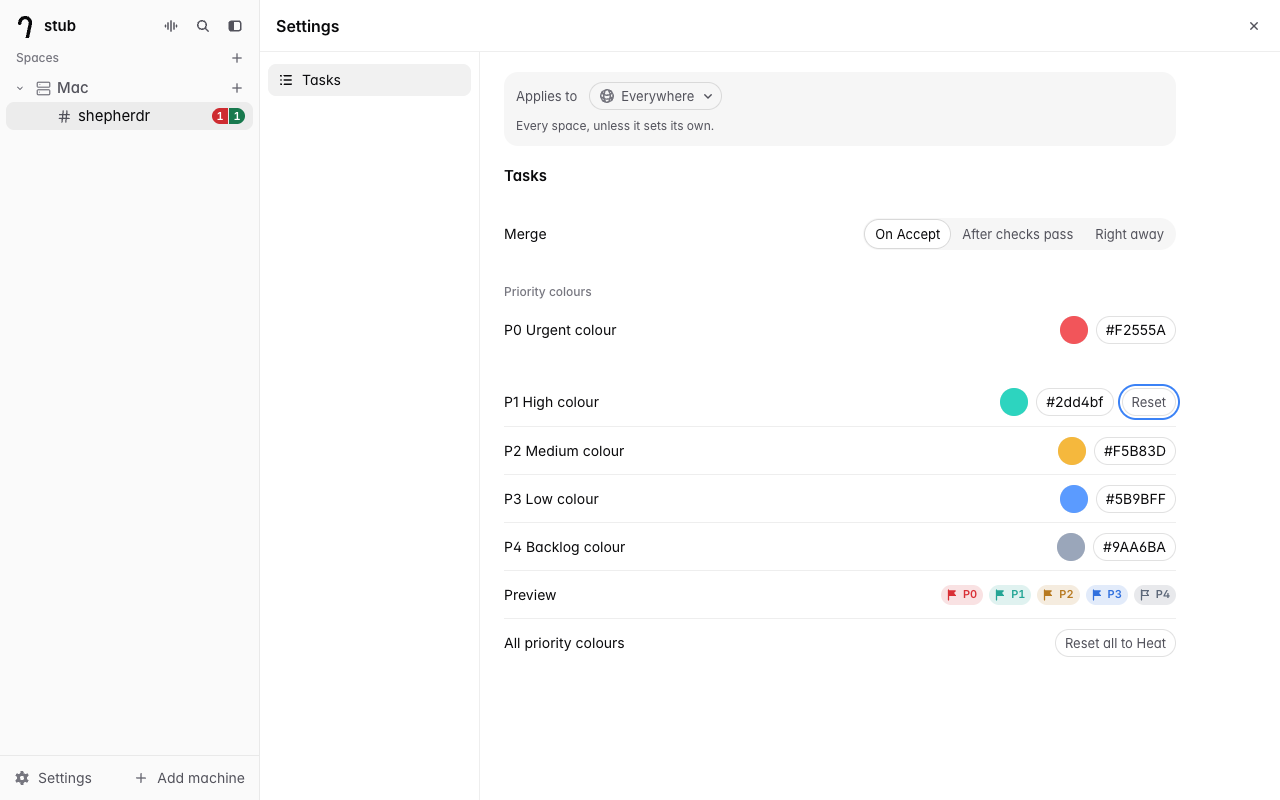 stub
Settings
Spaces
Mac
# shepherdr
1 1
Tasks
Applies to Everywhere
Every space, unless it sets its own.
Tasks
Merge On Accept After checks pass Right away
Priority colours
P0 Urgent colour #F2555A
P1 High colour #2dd4bf Reset
P2 Medium colour #F5B83D
P3 Low colour #5B9BFF
P4 Backlog colour #9AA6BA
Preview P0 P1 P2 P3 P4
All priority colours Reset all to Heat
Settings
Add machine